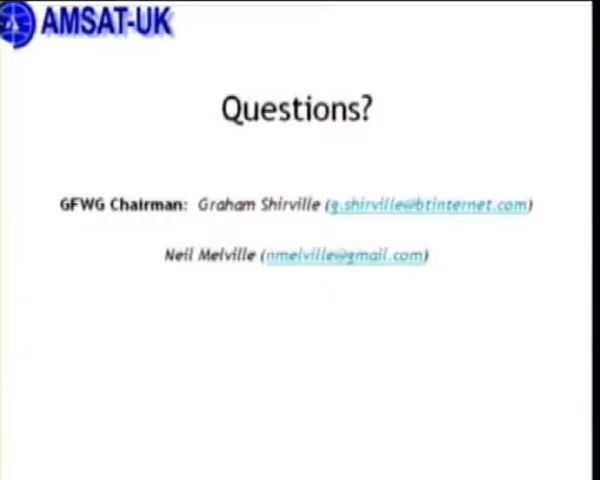 AMSAT-UK
Questions?
GFWG Chairman: Graham Shirville (g.shirville@btinternet.com)
Neil Melville (nmelville@gmail.com)